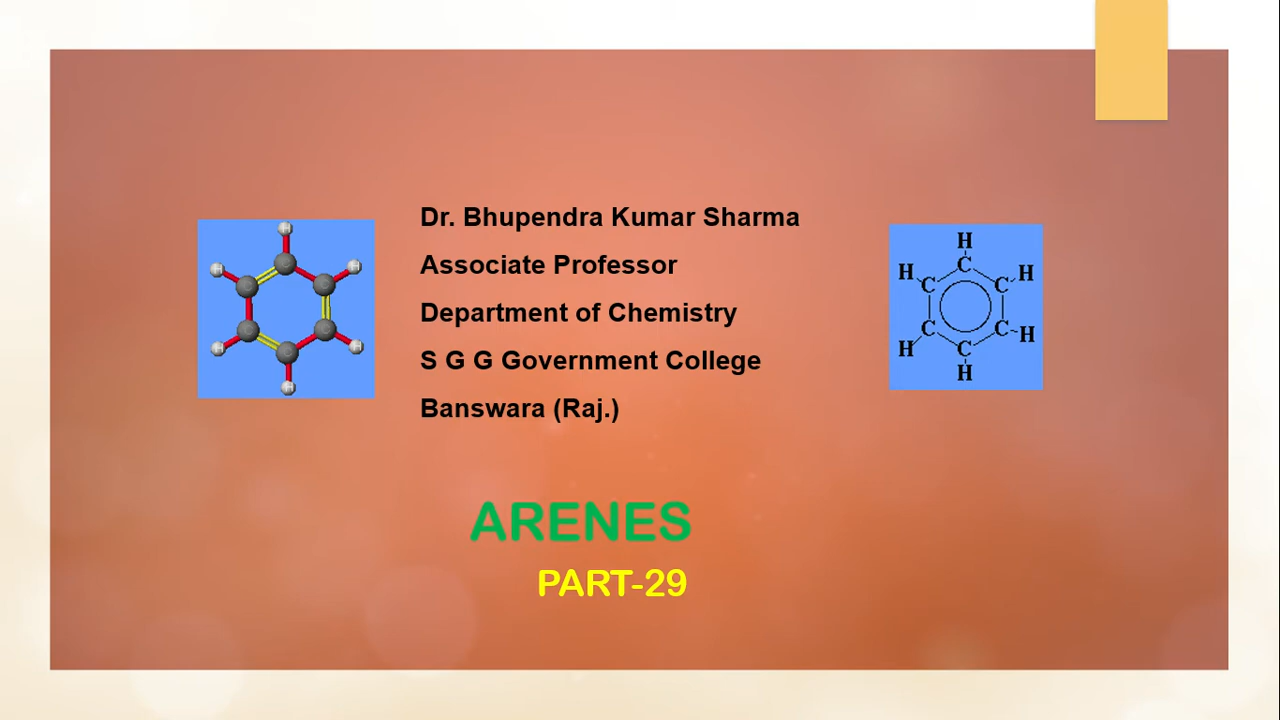 Dr. Bhupendra Kumar Sharma
Associate Professor
Department of Chemistry
S G G Government College
Banswara (Raj.)
ARENES
PART-29
H
H
H
H
H
H
H
H C H
C C
C C H
H C
H